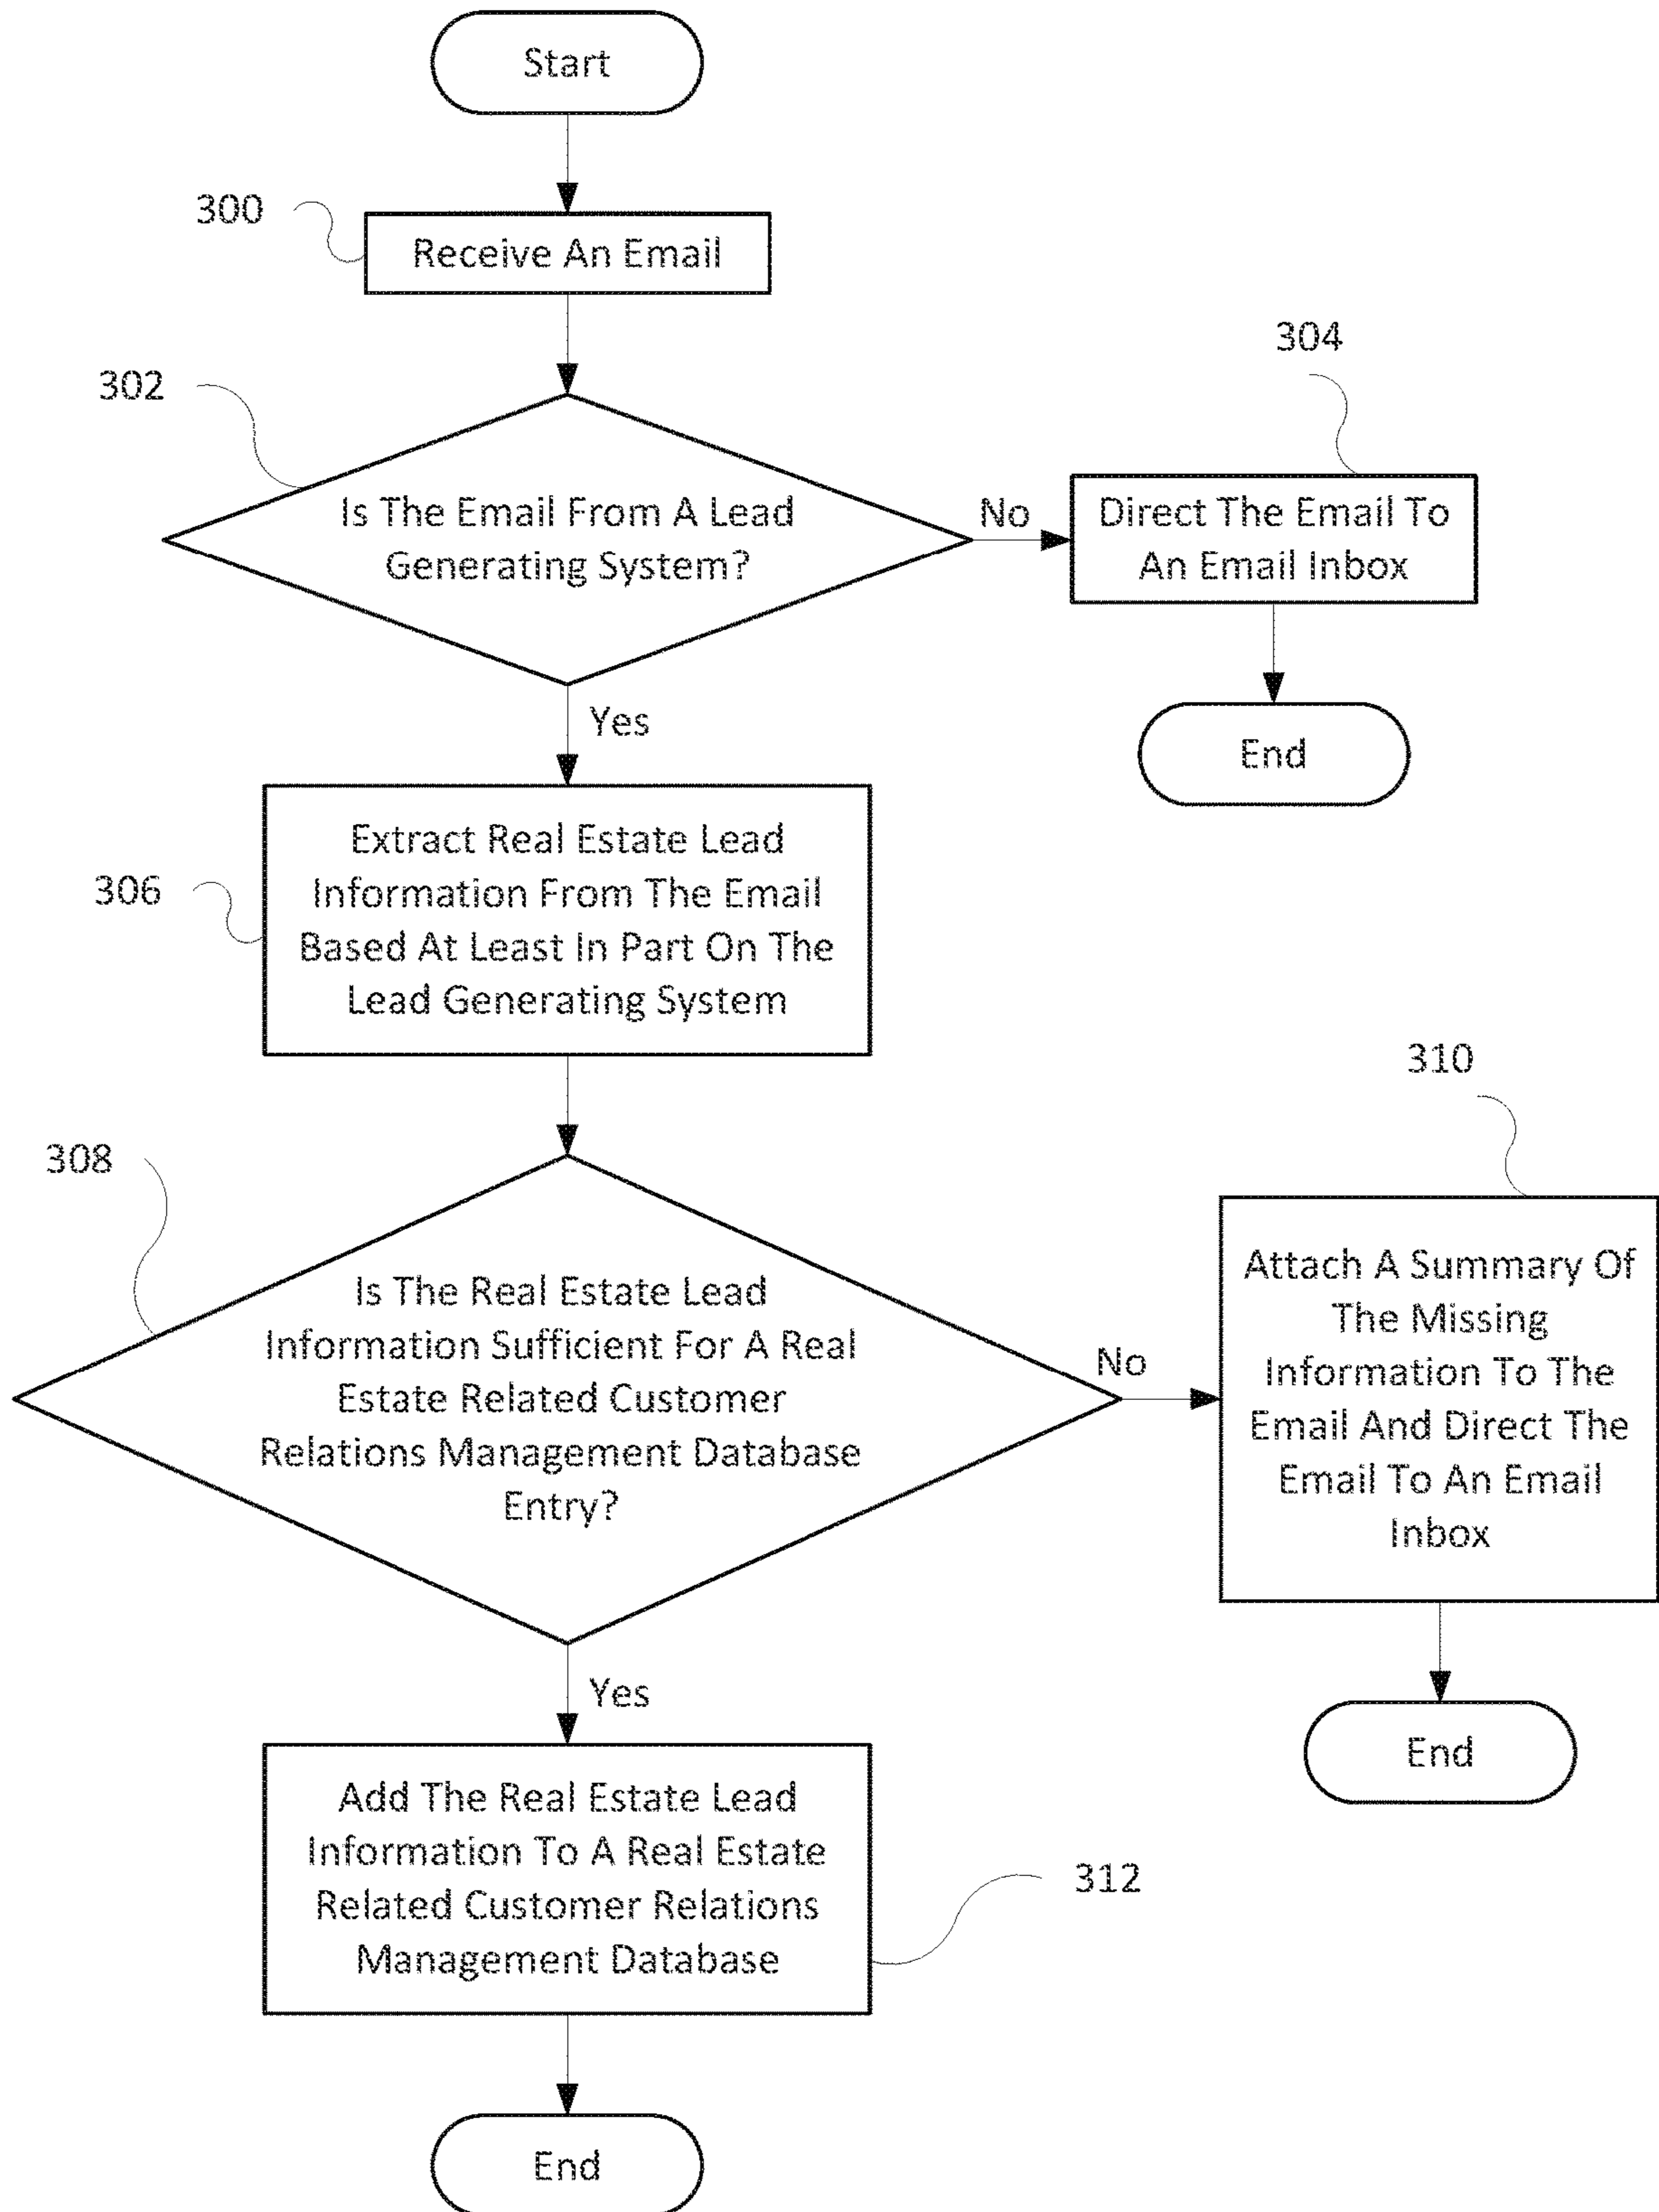 Start
300
Receive An Email
302
Is The Email From A Lead
Generating System?
No
304
Direct The Email To
An Email Inbox
End
Yes
306
Extract Real Estate Lead
Information From The Email
Based At Least In Part On The
Lead Generating System
308
Is The Real Estate Lead
Information Sufficient For A Real
Estate Related Customer
Relations Management Database
Entry?
No
310
Attach A Summary Of
The Missing
Information To The
Email And Direct The
Email To An Email
Inbox
End
Yes
Add The Real Estate Lead
Information To A Real Estate
Related Customer Relations
Management Database
312
End